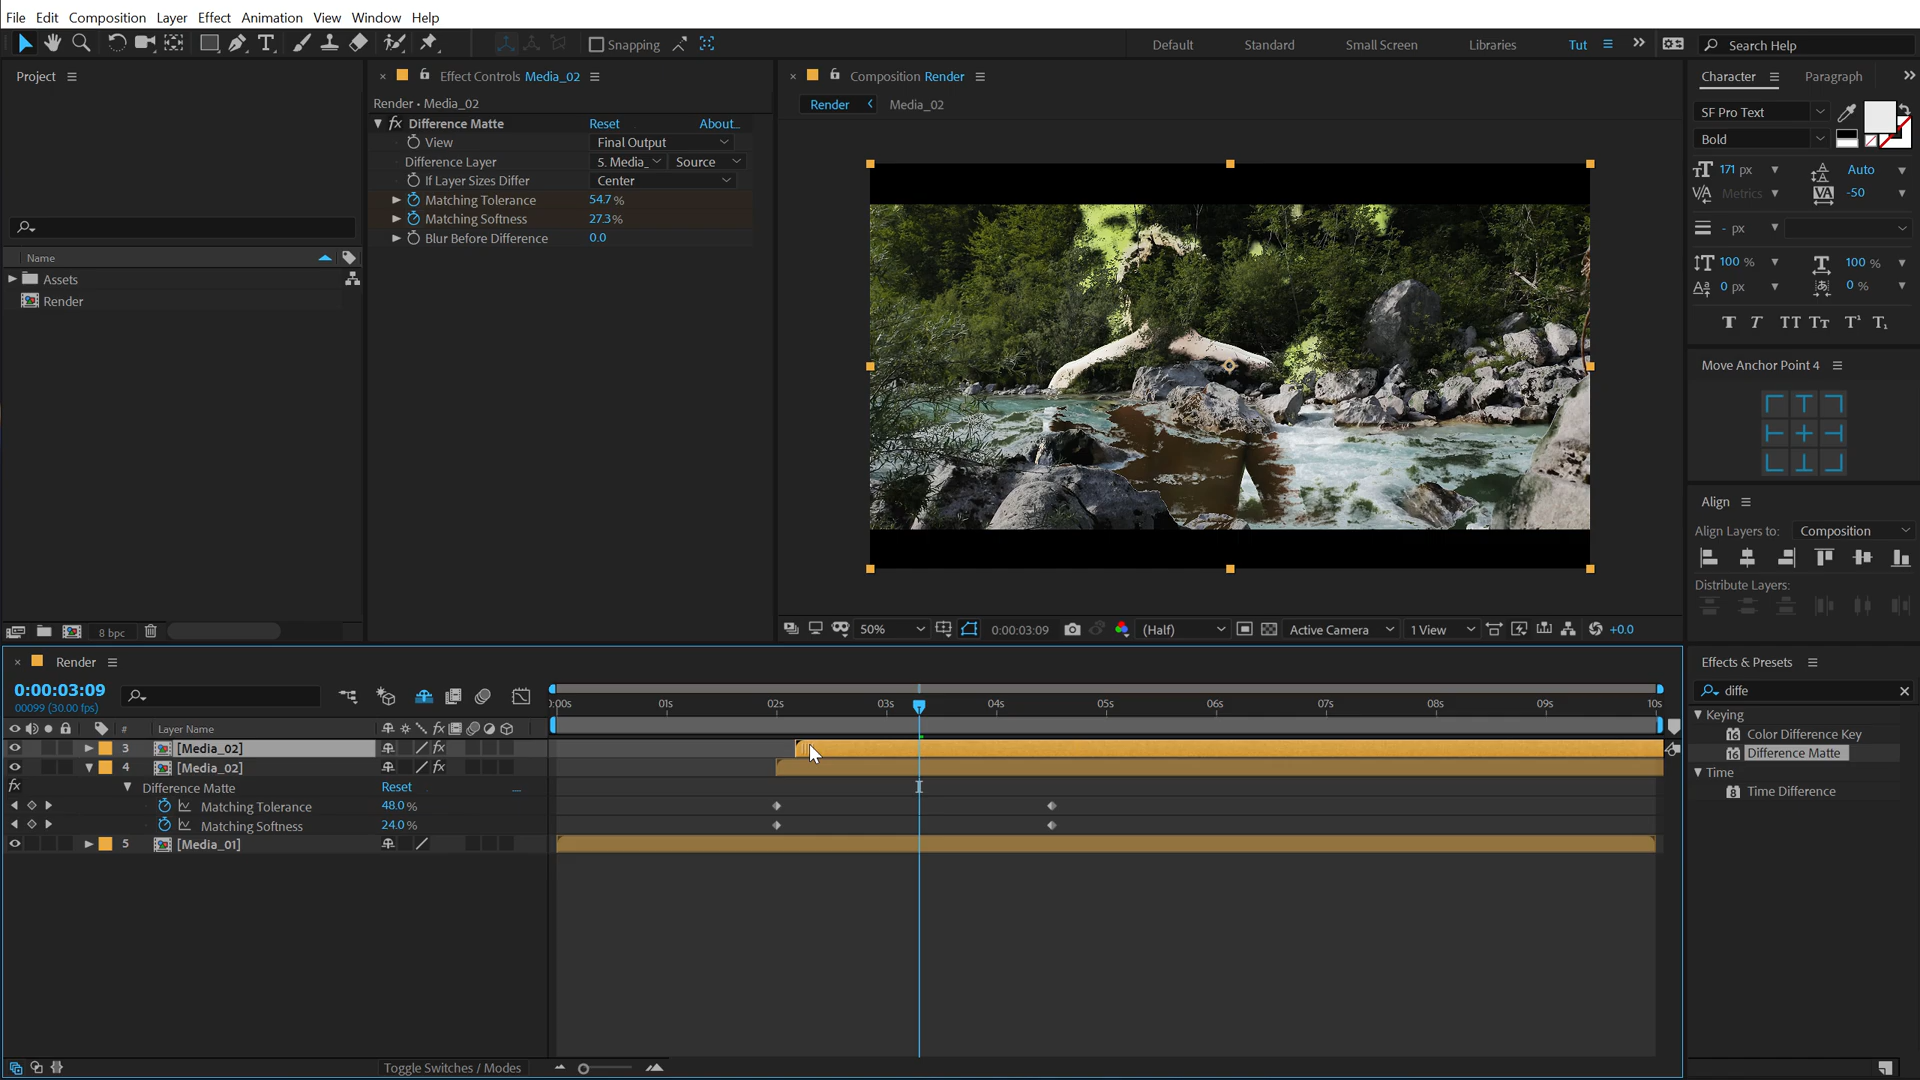 File Edit Composition Layer Effect Animation View Window Help
Snapping
Default Standard Small Screen Libraries Tut Search Help
Project
Name
Assets
Render
8 bpc
Effect Controls Media_02
Render • Media_02
fx Difference Matte Reset About...
View Final Output
Difference Layer 5. Media_ Source
If Layer Sizes Differ Center
Matching Tolerance 54.7 %
Matching Softness 27.3 %
Blur Before Difference 0.0
Composition Render
Render Media_02
50% 0:00:03:09 (Half) Active Camera 1 View +0.0
Character Paragraph
SF Pro Text
Bold
171 px Auto
Metrics -50
- px
100 % 100 %
0 px 0 %
T T TT Tt T¹ T₁
Move Anchor Point 4
Align
Align Layers to: Composition
Distribute Layers:
Effects & Presets
diffe
Keying
Color Difference Key
Difference Matte
Time
Time Difference
Render
0:00:03:09
00099 (30.00 fps)
:00s 01s 02s 03s 04s 05s 06s 07s 08s 09s 10s
# Layer Name
3 [Media_02]
4 [Media_02]
Difference Matte Reset ...
Matching Tolerance 48.0 %
Matching Softness 24.0 %
5 [Media_01]
Toggle Switches / Modes